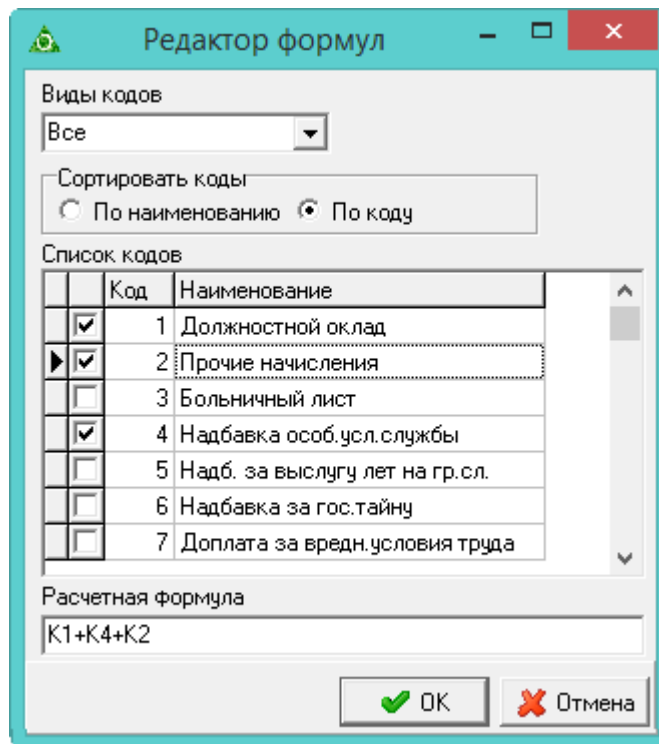 Редактор формул
Виды кодов
Все
Сортировать коды
По наименованию По коду
Список кодов
Код Наименование
1 Должностной оклад
2 Прочие начисления
3 Больничный лист
4 Надбавка особ.усл.службы
5 Надб. за выслугу лет на гр.сл.
6 Надбавка за гос.тайну
7 Доплата за вредн.условия труда
Расчетная формула
К1+К4+К2
OK Отмена